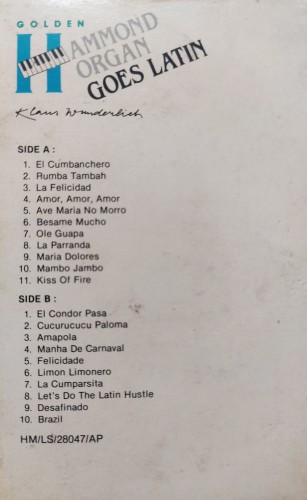 GOLDEN
HAMMOND
ORGAN
GOES LATIN
Klaus Wunderlich
SIDE A :
1. El Cumbanchero
2. Rumba Tambah
3. La Felicidad
4. Amor, Amor, Amor
5. Ave Maria No Morro
6. Besame Mucho
7. Ole Guapa
8. La Parranda
9. Maria Dolores
10. Mambo Jambo
11. Kiss Of Fire
SIDE B :
1. El Condor Pasa
2. Cucurucucu Paloma
3. Amapola
4. Manha De Carnaval
5. Felicidade
6. Limon Limonero
7. La Cumparsita
8. Let's Do The Latin Hustle
9. Desafinado
10. Brazil
HM/LS/28047/AP